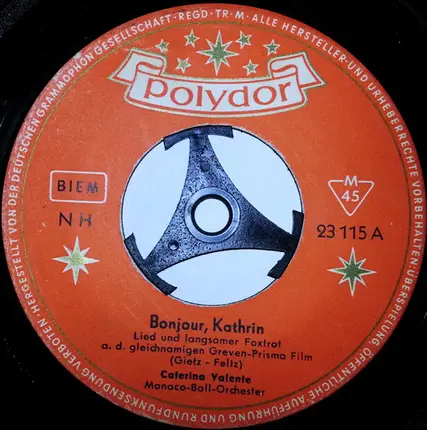 HERGESTELLT VON DER DEUTSCHEN GRAMMOPHON GESELLSCHAFT · REGD · TR · M · ALLE HERSTELLER- UND URHEBERRECHTE VORBEHALTEN · ÜBERSPIELUNG ÖFFENTLICHE AUFFÜHRUNG UND RUNDFUNKSENDUNG VERBOTEN ·
Polydor
BIEM
N H
M
45
23 115 A
Bonjour, Kathrin
Lied und langsamer Foxtrot
a. d. gleichnamigen Greven-Prisma Film
(Gietz - Feltz)
Caterina Valente
Monaco-Ball-Orchester